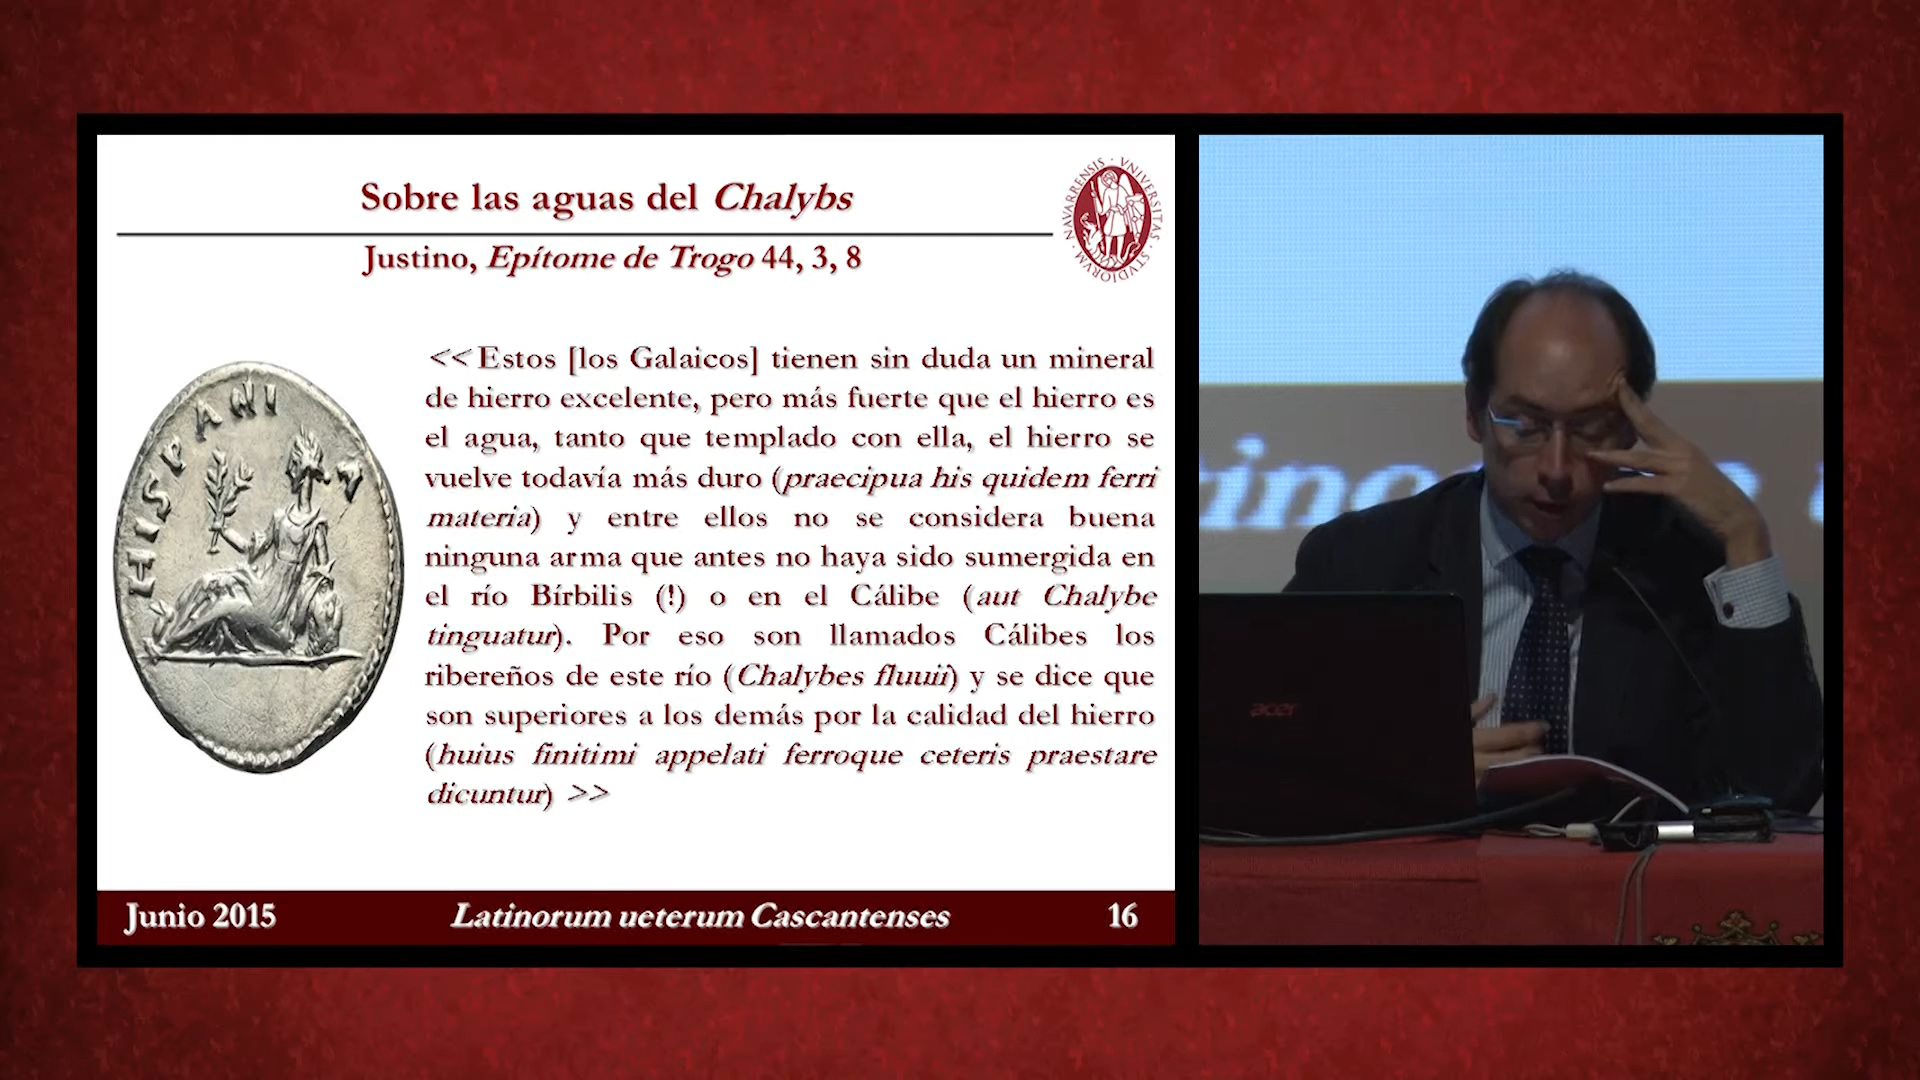 Sobre las aguas del Chalybs
Justino, Epítome de Trogo 44, 3, 8
NAVARRENSIS · VNIVERSITAS · STVDIORVM ·
HISPANI
<<Estos [los Galaicos] tienen sin duda un mineral
de hierro excelente, pero más fuerte que el hierro es
el agua, tanto que templado con ella, el hierro se
vuelve todavía más duro (praecipua his quidem ferri
materia) y entre ellos no se considera buena
ninguna arma que antes no haya sido sumergida en
el río Bírbilis (!) o en el Cálibe (aut Chalybe
tinguatur). Por eso son llamados Cálibes los
ribereños de este río (Chalybes fluuii) y se dice que
son superiores a los demás por la calidad del hierro
(huius finitimi appelati ferroque ceteris praestare
dicuntur) >>
Junio 2015
Latinorum ueterum Cascantenses
16
acer